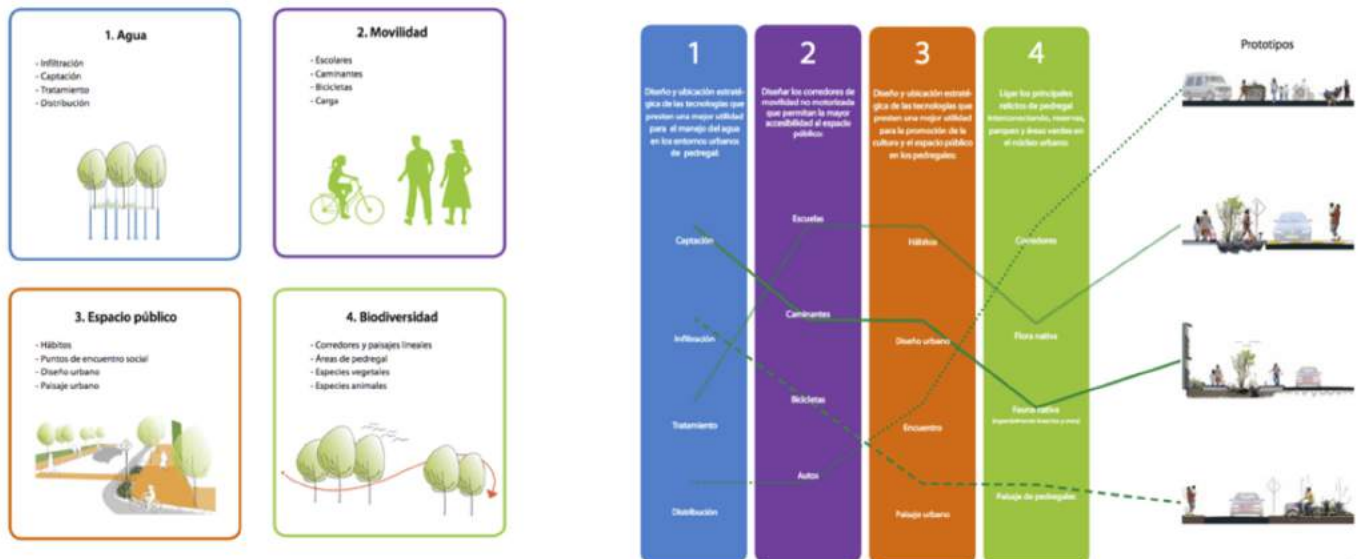 1. Agua
- Infiltración
- Captación
- Tratamiento
- Distribución
2. Movilidad
- Escolares
- Caminantes
- Bicicletas
- Carga
3. Espacio público
- Hábitos
- Puntos de encuentro social
- Diseño urbano
- Paisaje urbano
4. Biodiversidad
- Corredores y paisajes lineales
- Áreas de pedregal
- Especies vegetales
- Especies animales
1
Diseño y ubicación estraté-
gica de las tecnologías que
presten una mejor utilidad
para el manejo del agua
en los entornos urbanos
de pedregal:
Captación
Infiltración
Tratamiento
Distribución
2
Diseñar los corredores de
movilidad no motorizada
que permitan la mayor
accesibilidad al espacio
público:
Escuelas
Caminantes
Bicicletas
Autos
3
Diseño y ubicación estraté-
gica de las tecnologías que
presten una mejor utilidad
para la promoción de la
cultura y el espacio público
en los pedregales:
Hábitos
Diseño urbano
Encuentro
Paisaje urbano
4
Ligar los principales
relictos de pedregal
interconectando, reservas,
parques y áreas verdes en
el núcleo urbano:
Corredores
Flora nativa
Fauna nativa
(especialmente insectos y aves)
Paisaje de pedregales
Prototipos